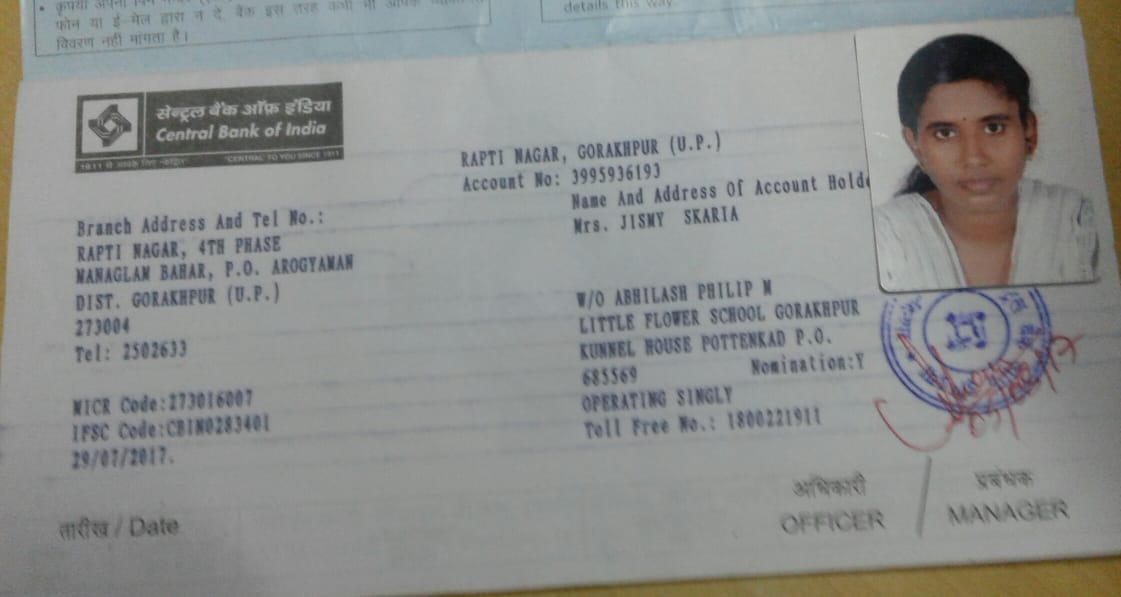 कृपया अपना पिन
फोन या ई-मेल द्वारा न दे, बैंक इस तरह कभी भी आपके
विवरण नहीं मांगता है।
details this way.
सेन्ट्रल बैंक ऑफ़ इंडिया
Central Bank of India
"CENTRAL" TO YOU SINCE 1911
RAPTI NAGAR, GORAKHPUR (U.P.)
Account No: 3995936193
Name And Address Of Account Holde
Mrs. JISMY SKARIA
Branch Address And Tel No.:
RAPTI NAGAR, 4TH PHASE
MANAGLAM BAHAR, P.O. AROGYAMAN
DIST. GORAKHPUR (U.P.)
273004
Tel: 2502633
W/O ABHILASH PHILIP M
LITTLE FLOWER SCHOOL GORAKHPUR
KUNNEL HOUSE POTTENKAD P.O.
685569 Nomination:Y
OPERATING SINGLY
Toll Free No.: 1800221911
MICR Code:273016007
IFSC Code:CBIN0283401
29/07/2017.
तारीख / Date
अधिकारी
OFFICER
प्रबंधक
MANAGER